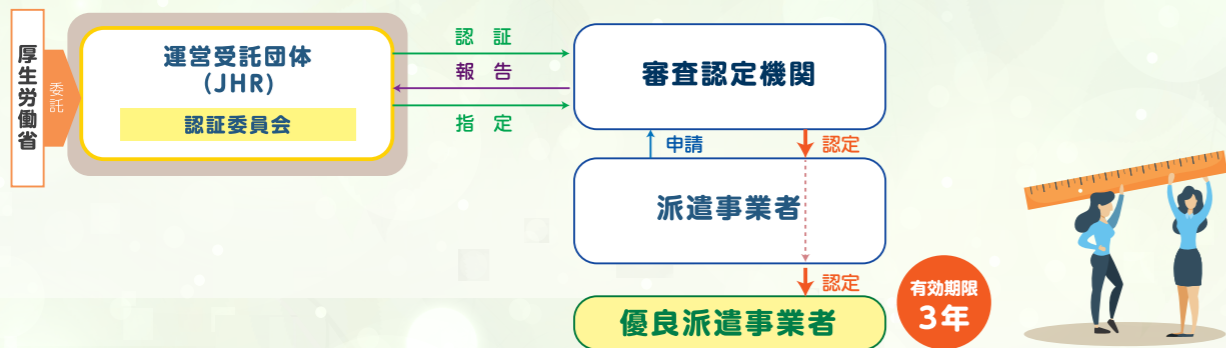 厚生労働省
委託
運営受託団体
(JHR)
認証委員会
認 証
報 告
指 定
審査認定機関
申請
認定
派遣事業者
認定
優良派遣事業者
有効期限
3年